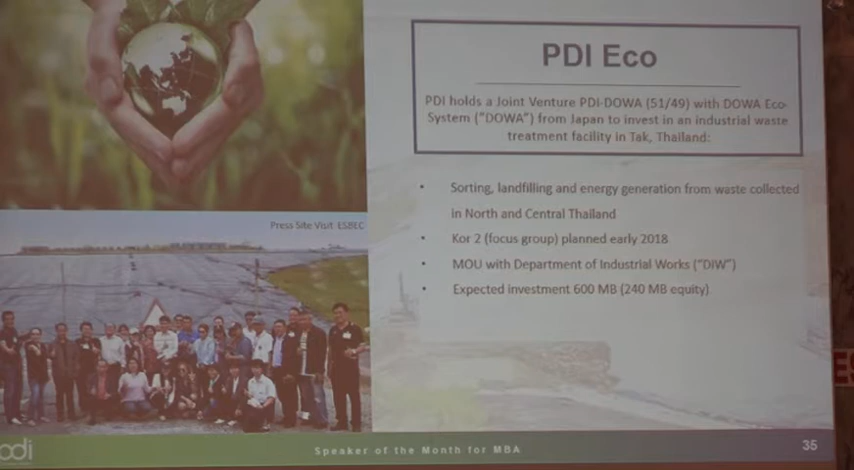 PDI Eco
PDI holds a Joint Venture PDI-DOWA (51/49) with DOWA Eco-
System ("DOWA") from Japan to invest in an industrial waste
treatment facility in Tak, Thailand:
• Sorting, landfilling and energy generation from waste collected
in North and Central Thailand
• Kor 2 (focus group) planned early 2018
• MOU with Department of Industrial Works ("DIW")
• Expected investment 600 MB (240 MB equity)
Press Site Visit ESBEC
pdi
Speaker of the Month for MBA
35